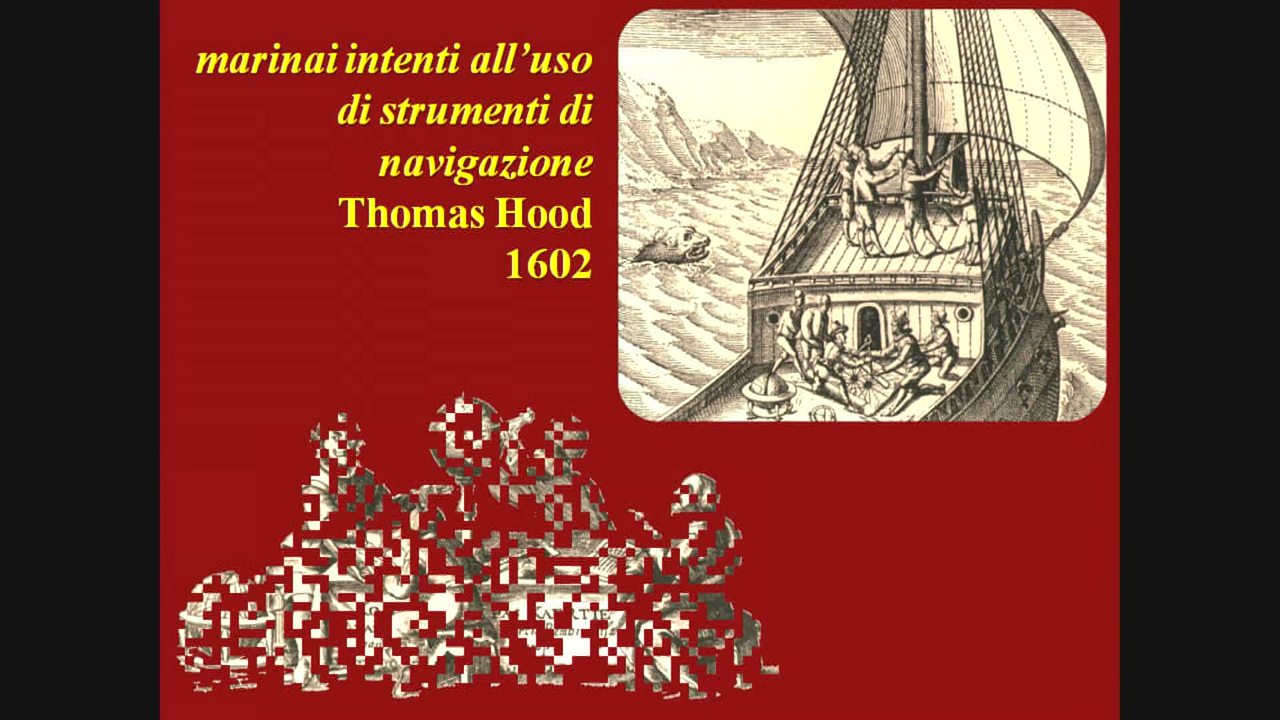 marinai intenti all'uso
di strumenti di
navigazione
Thomas Hood
1602